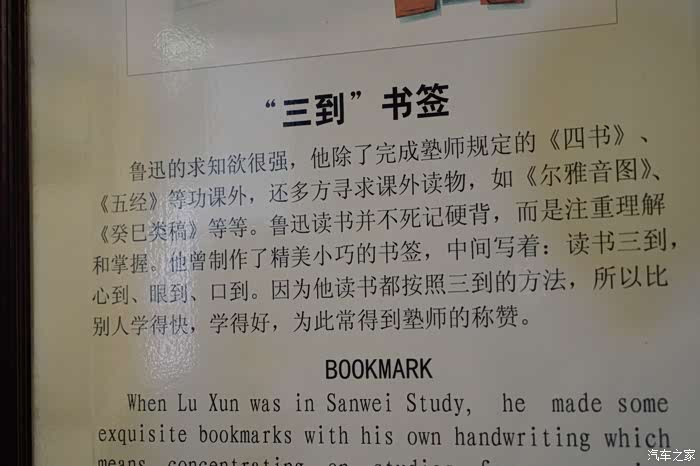 “三到”书签
鲁迅的求知欲很强，他除了完成塾师规定的《四书》、
《五经》等功课外，还多方寻求课外读物，如《尔雅音图》、
《癸巳类稿》等等。鲁迅读书并不死记硬背，而是注重理解
和掌握。他曾制作了精美小巧的书签，中间写着：读书三到，
心到、眼到、口到。因为他读书都按照三到的方法，所以比
别人学得快，学得好，为此常得到塾师的称赞。
BOOKMARK
When Lu Xun was in Sanwei Study, he made some
exquisite bookmarks with his own handwriting which
means concentrating on studies
汽车之家